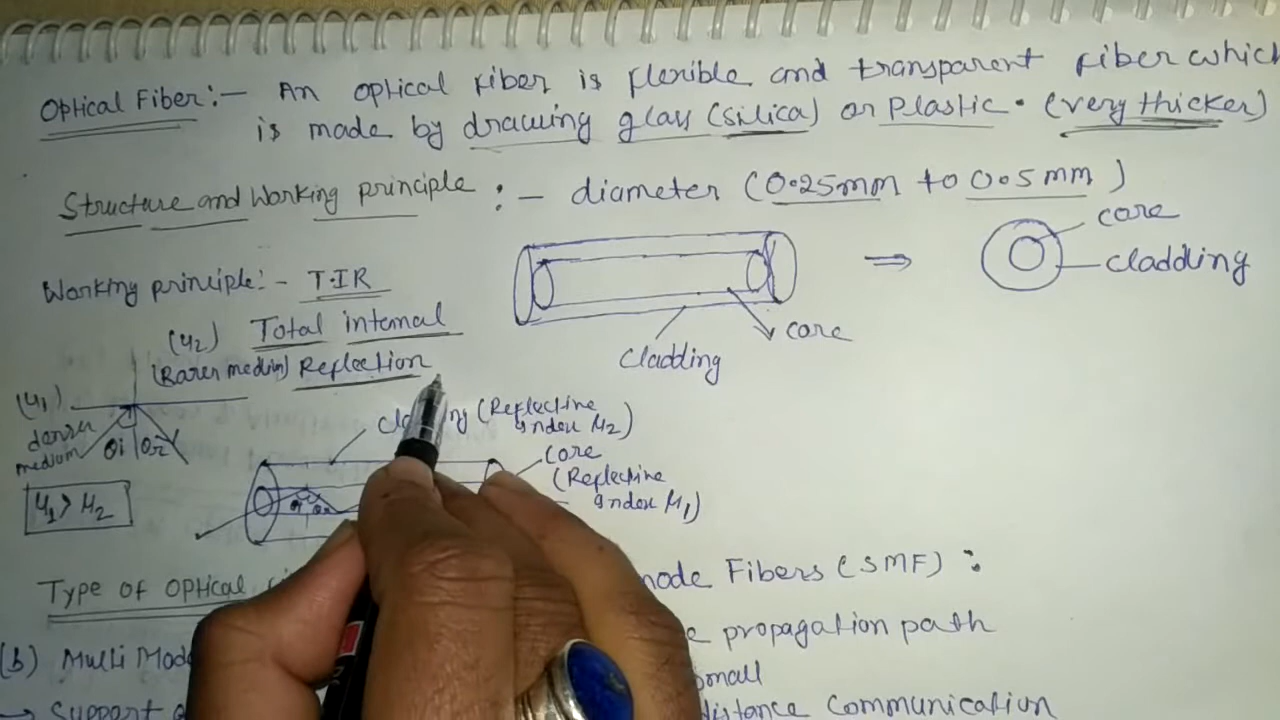 Optical Fiber:- An optical fiber is flexible and transparent fiber which
is made by drawing glass (silica) or Plastic. (very thicker)
Structure and Working principle :- diameter (0.25mm to 0.5mm)
core
cladding
core
cladding
Working principle:- T.I.R
(μ2) Total internal
(Rarer medium) Reflection
(μ1)
denser
medium
θi θr
μ1 > μ2
(Reflective
index μ2)
core
(Reflective
index μ1)
θi θr
Type of Optical
mode Fibers (SMF) :
propagation path
(b) Multi Mode
small
→ Support
distance communication